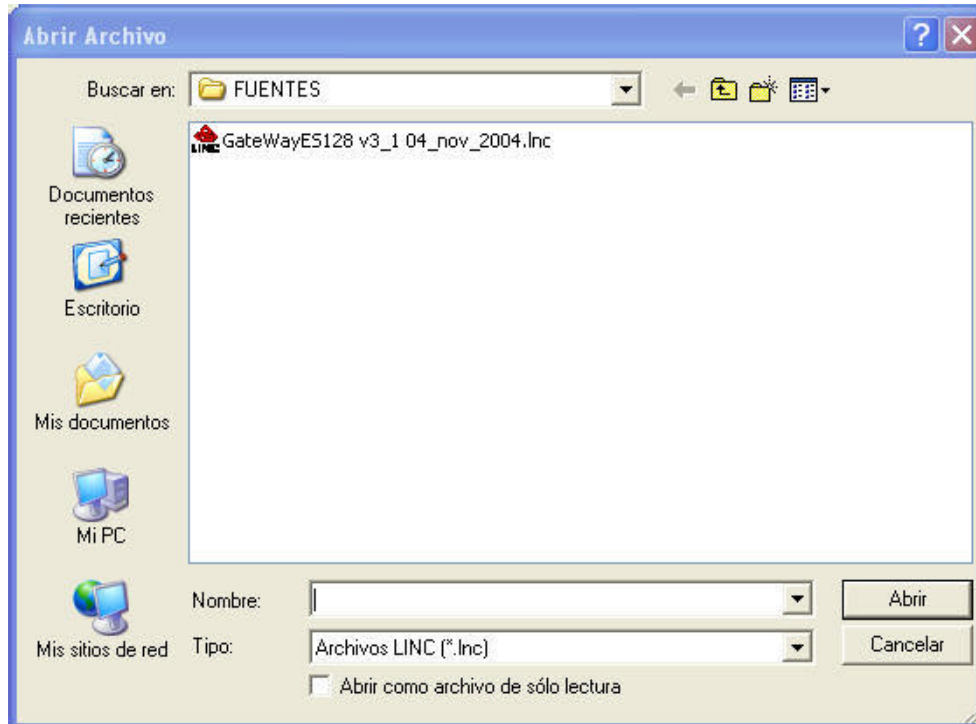 Abrir Archivo
Buscar en: FUENTES
LINC GateWayES128 v3_1 04_nov_2004.lnc
Documentos
recientes
Escritorio
Mis documentos
Mi PC
Mis sitios de red
Nombre: Abrir
Tipo: Archivos LINC (*.lnc) Cancelar
Abrir como archivo de sólo lectura